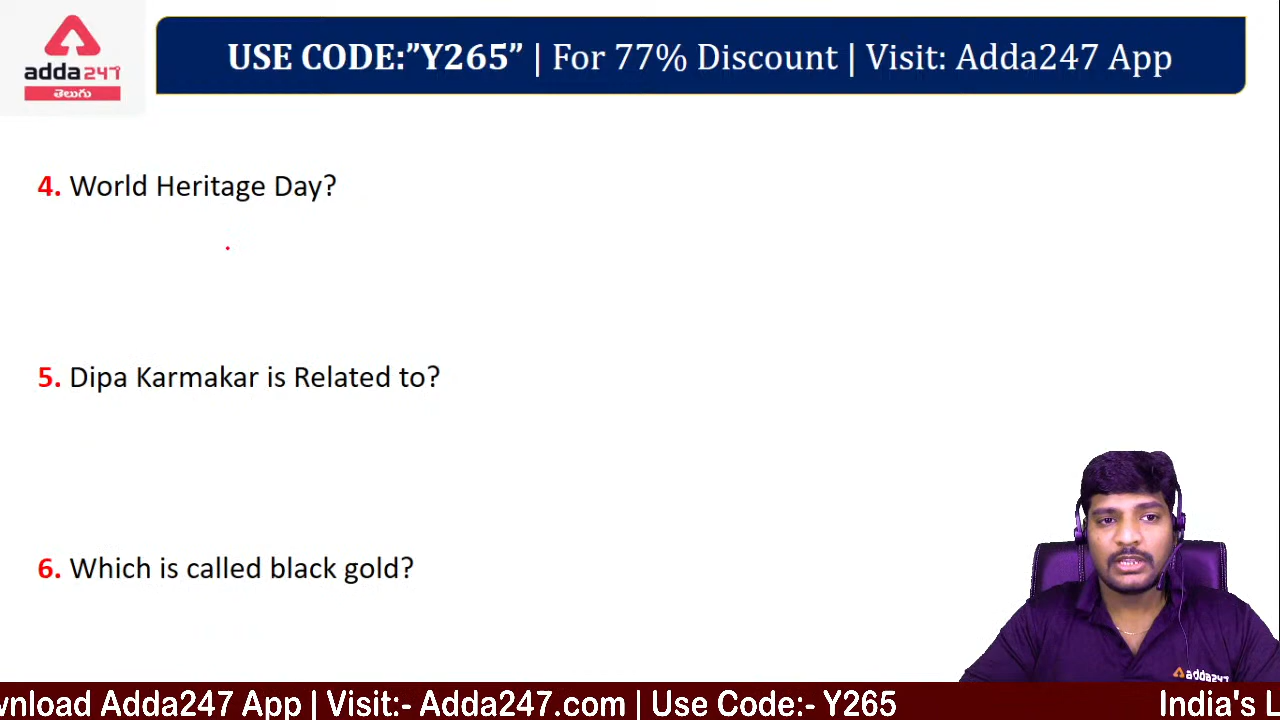 adda247
తెలుగు
USE CODE:”Y265” | For 77% Discount | Visit: Adda247 App
4. World Heritage Day?
5. Dipa Karmakar is Related to?
6. Which is called black gold?
adda247
wnload Adda247 App | Visit:- Adda247.com | Use Code:- Y265 India's L